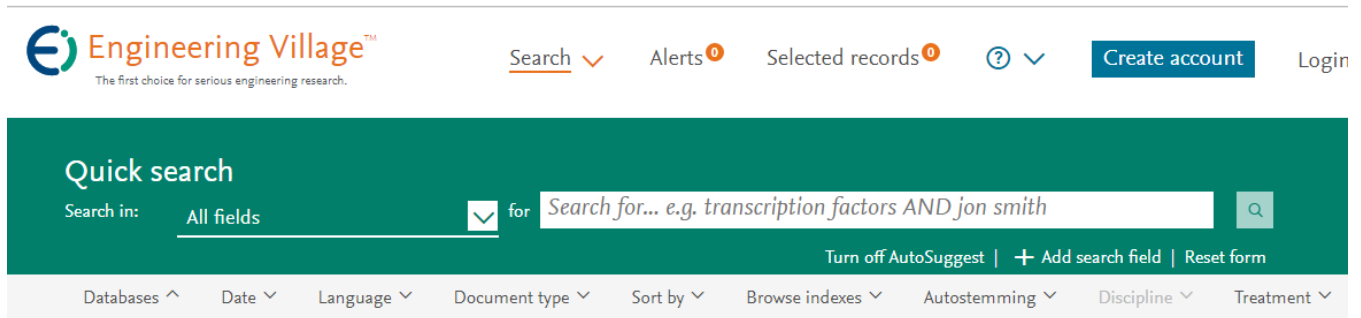 Engineering Village™
The first choice for serious engineering research.
Search Alerts 0 Selected records 0 ? Create account Login
Quick search
Search in: All fields for Search for... e.g. transcription factors AND jon smith
Turn off AutoSuggest | + Add search field | Reset form
Databases Date Language Document type Sort by Browse indexes Autostemming Discipline Treatment